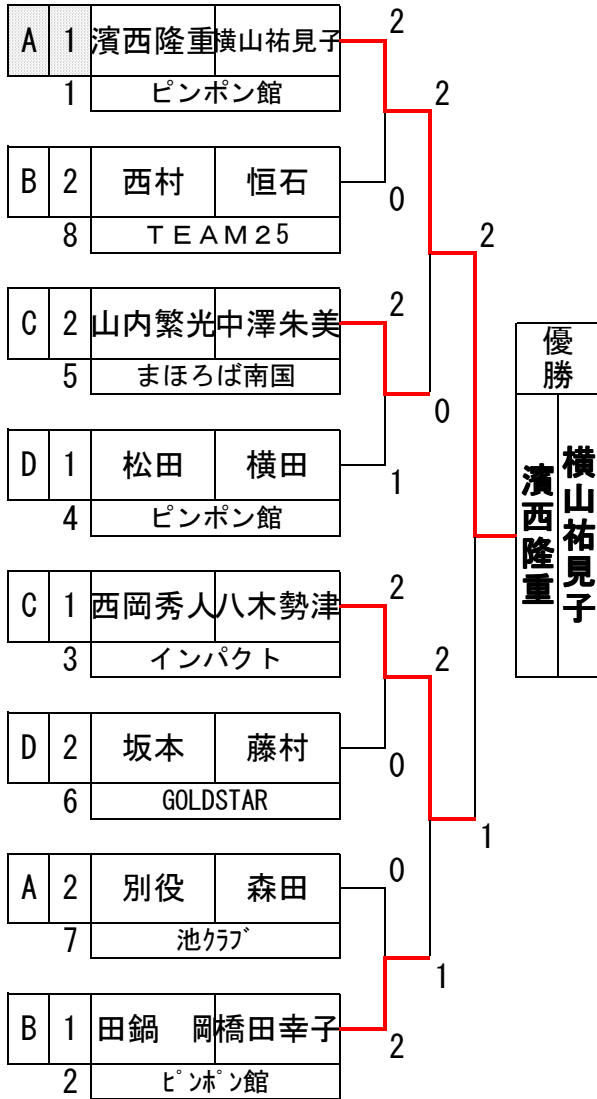 A 1 濱西隆重 横山祐見子
2
1 ピンポン館
2
B 2 西村 恒石
0
8 ＴＥＡＭ２５
2
C 2 山内繁光 中澤朱美
2
5 まほろば南国
0
D 1 松田 横田
1
4 ピンポン館
優勝
横山祐見子
濱西隆重
C 1 西岡秀人 八木勢津
2
3 インパクト
2
D 2 坂本 藤村
0
6 GOLDSTAR
1
A 2 別役 森田
0
7 池ｸﾗﾌﾞ
1
B 1 田鍋　剛 橋田幸子
2
2 ﾋﾟﾝﾎﾟﾝ館